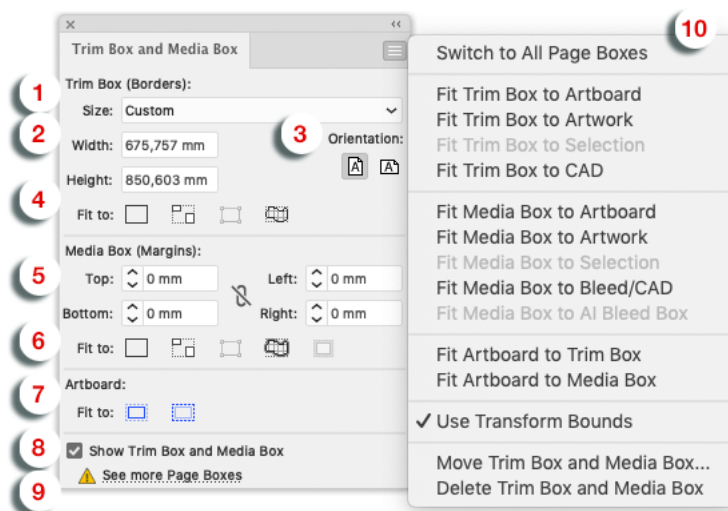 Trim Box and Media Box
1
Trim Box (Borders):
Size: Custom
2
Width: 675,757 mm
3
Orientation:
A A
Height: 850,603 mm
4
Fit to:
Media Box (Margins):
5
Top: 0 mm Left: 0 mm
Bottom: 0 mm Right: 0 mm
6
Fit to:
7
Artboard:
Fit to:
8
Show Trim Box and Media Box
9
See more Page Boxes
10
Switch to All Page Boxes
Fit Trim Box to Artboard
Fit Trim Box to Artwork
Fit Trim Box to Selection
Fit Trim Box to CAD
Fit Media Box to Artboard
Fit Media Box to Artwork
Fit Media Box to Selection
Fit Media Box to Bleed/CAD
Fit Media Box to AI Bleed Box
Fit Artboard to Trim Box
Fit Artboard to Media Box
Use Transform Bounds
Move Trim Box and Media Box...
Delete Trim Box and Media Box